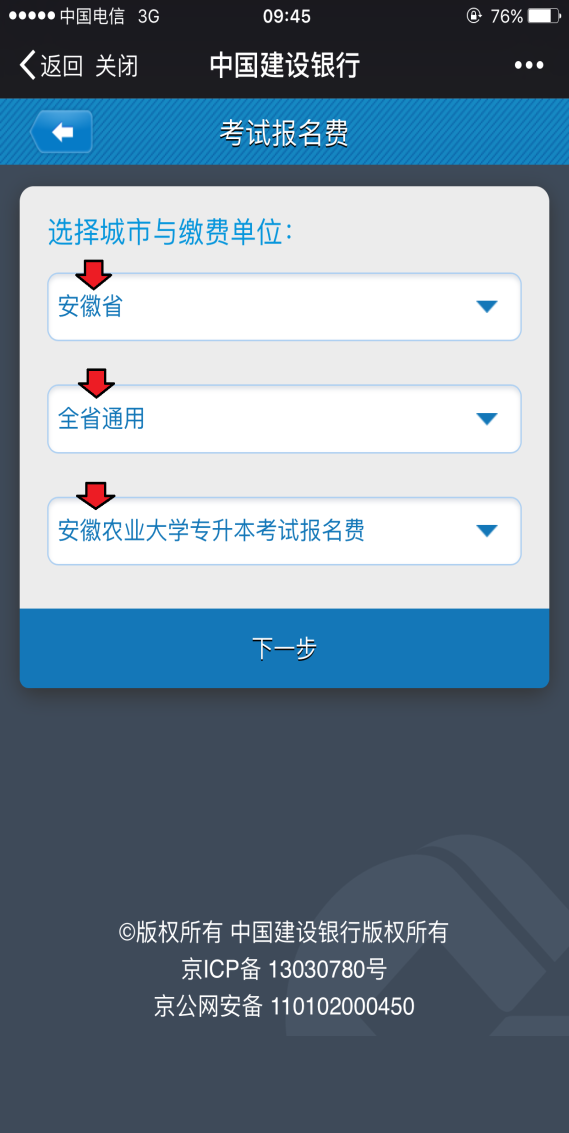 中国电信 3G 09:45 76%
返回 关闭 中国建设银行
考试报名费
选择城市与缴费单位:
安徽省
全省通用
安徽农业大学专升本考试报名费
下一步
©版权所有 中国建设银行版权所有
京ICP备 13030780号
京公网安备 110102000450